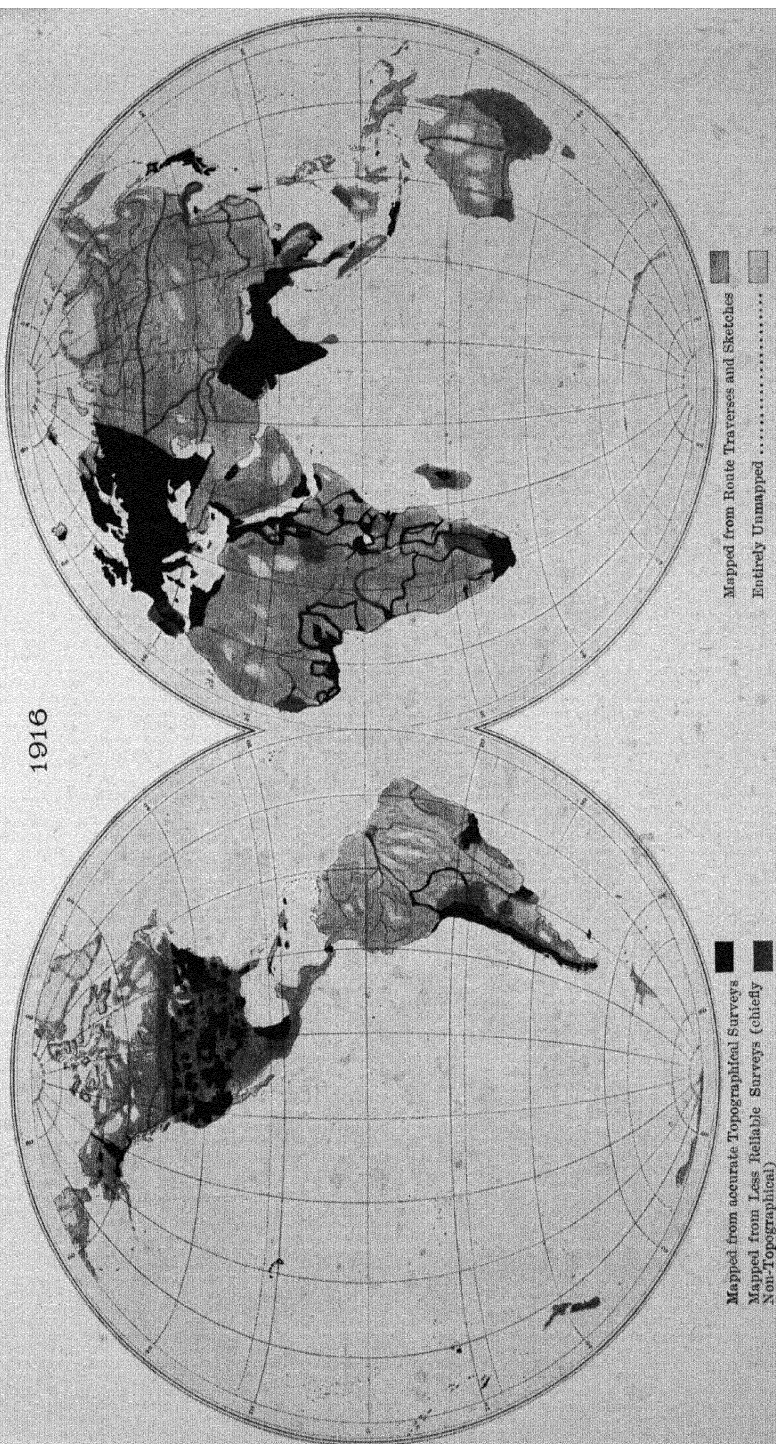 1916
Mapped from accurate Topographical Surveys
Mapped from Less Reliable Surveys (chiefly
Non-Topographical)
Mapped from Route Traverses and Sketches
Entirely Unmapped ..............